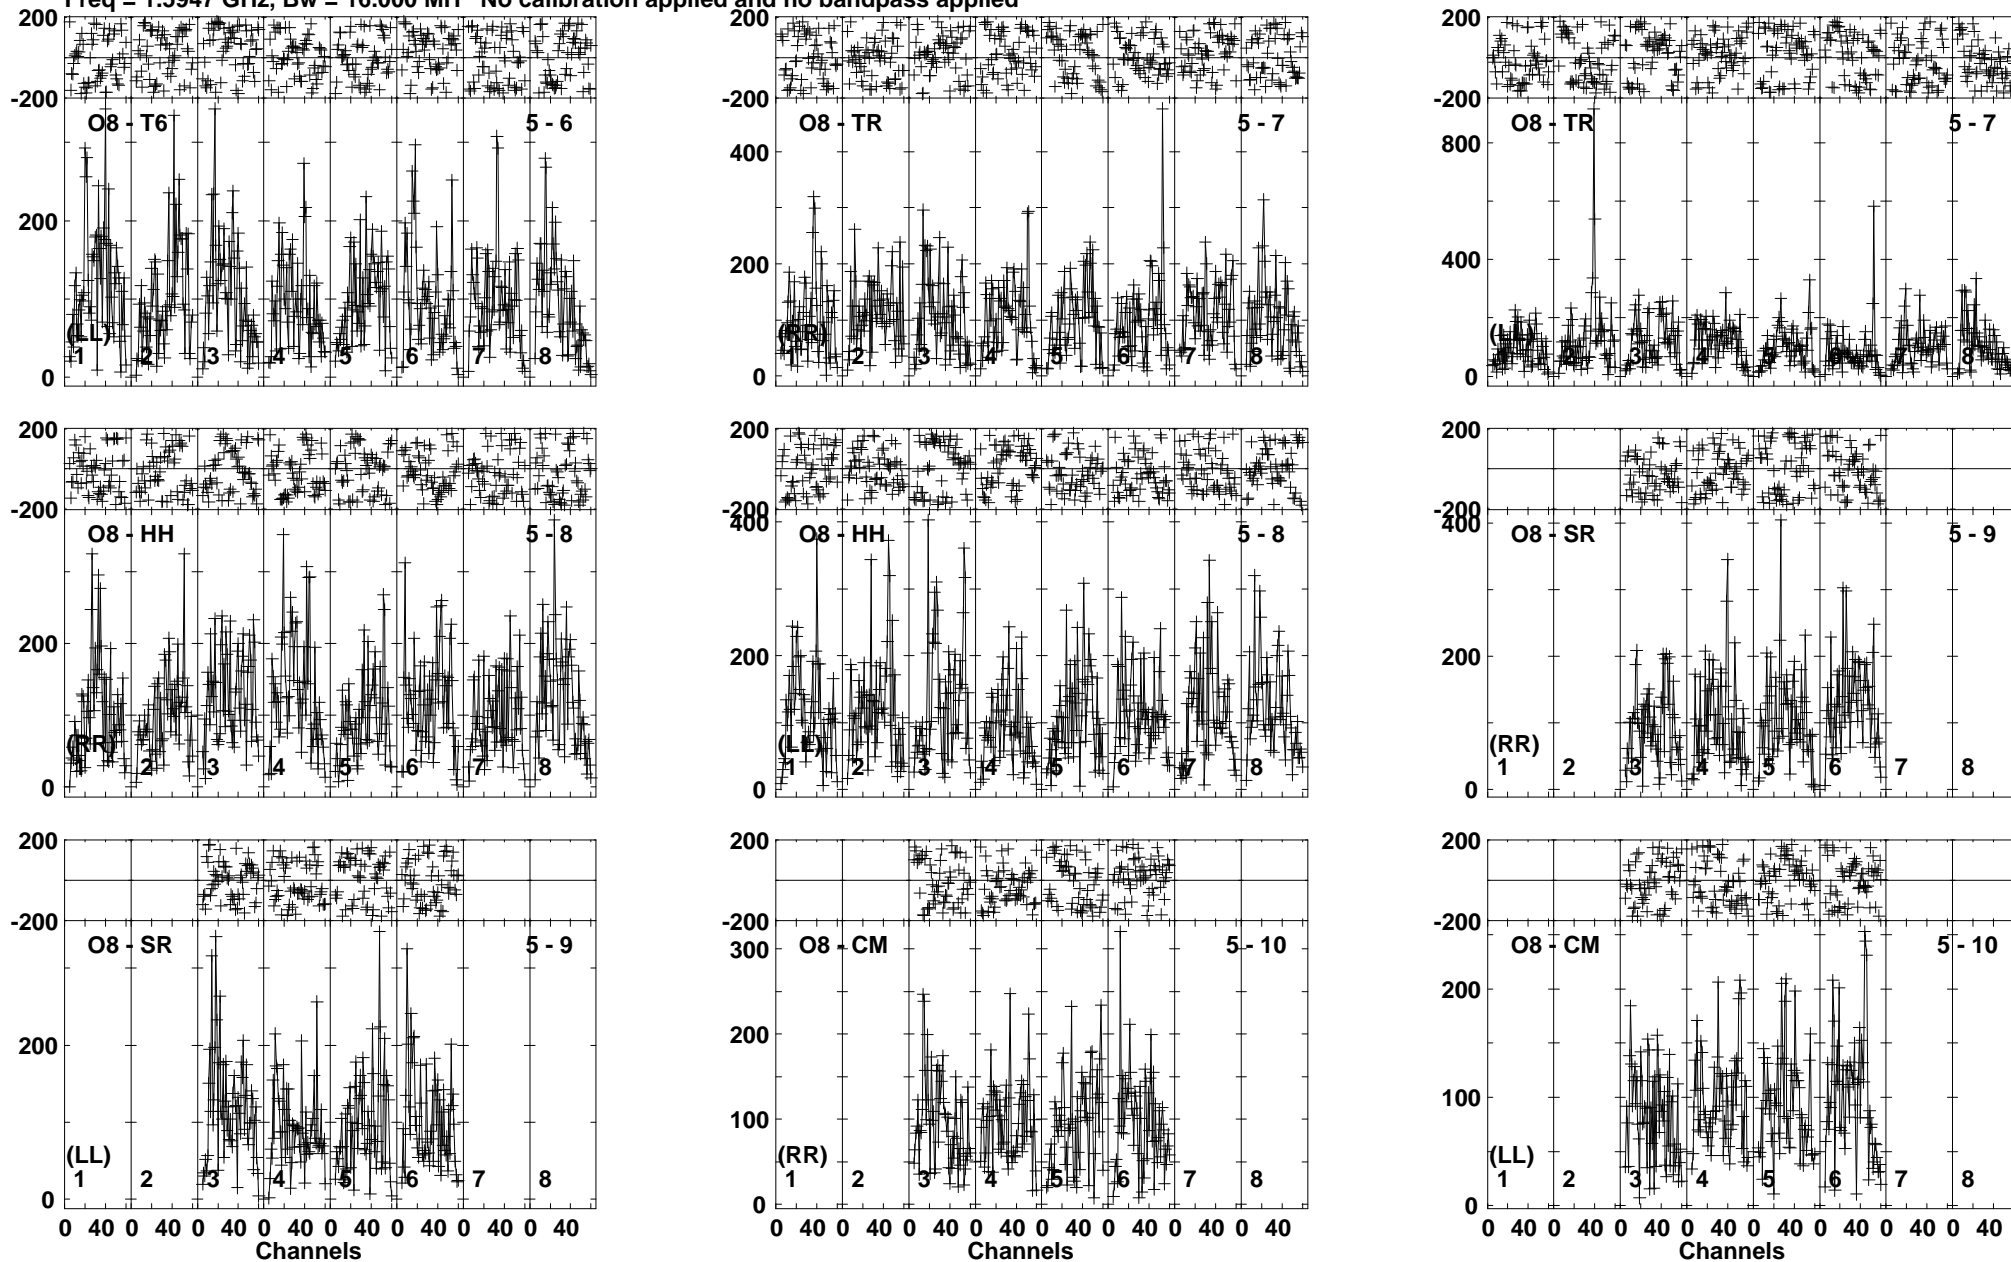 Freq = 1.5947 GHz, Bw = 16.000 MH No calibration applied and no bandpass applied
200 200 200
-200 -200 -200
O8 - T6 5 - 6 O8 - TR 5 - 7 O8 - TR 5 - 7
200 400 800
0 200 400
0 200
0
(LL) (RR) (LL)
1 2 3 4 5 6 7 8 1 2 3 4 5 6 7 8 1 2 3 4 5 6 7 8
200 200 200
-200 -200 -200
O8 - HH 5 - 8 O8 - HH 5 - 8 O8 - SR 5 - 9
200 400 400
0 200 200
0 0
(RR) (LL) (RR)
1 2 3 4 5 6 7 8 1 2 3 4 5 6 7 8 1 2 3 4 5 6 7 8
200 200 200
-200 -200 -200
O8 - SR 5 - 9 O8 - CM 5 - 10 O8 - CM 5 - 10
200 300 200
0 200 100
100 0
0
(LL) (RR) (LL)
1 2 3 4 5 6 7 8 1 2 3 4 5 6 7 8 1 2 3 4 5 6 7 8
0 40 0 40 0 40 0 40 0 40 0 40 0 40 0 40 0 40 0 40 0 40 0 40 0 40 0 40 0 40 0 40 0 40 0 40 0 40 0 40 0 40 0 40 0 40 0 40
Channels Channels Channels